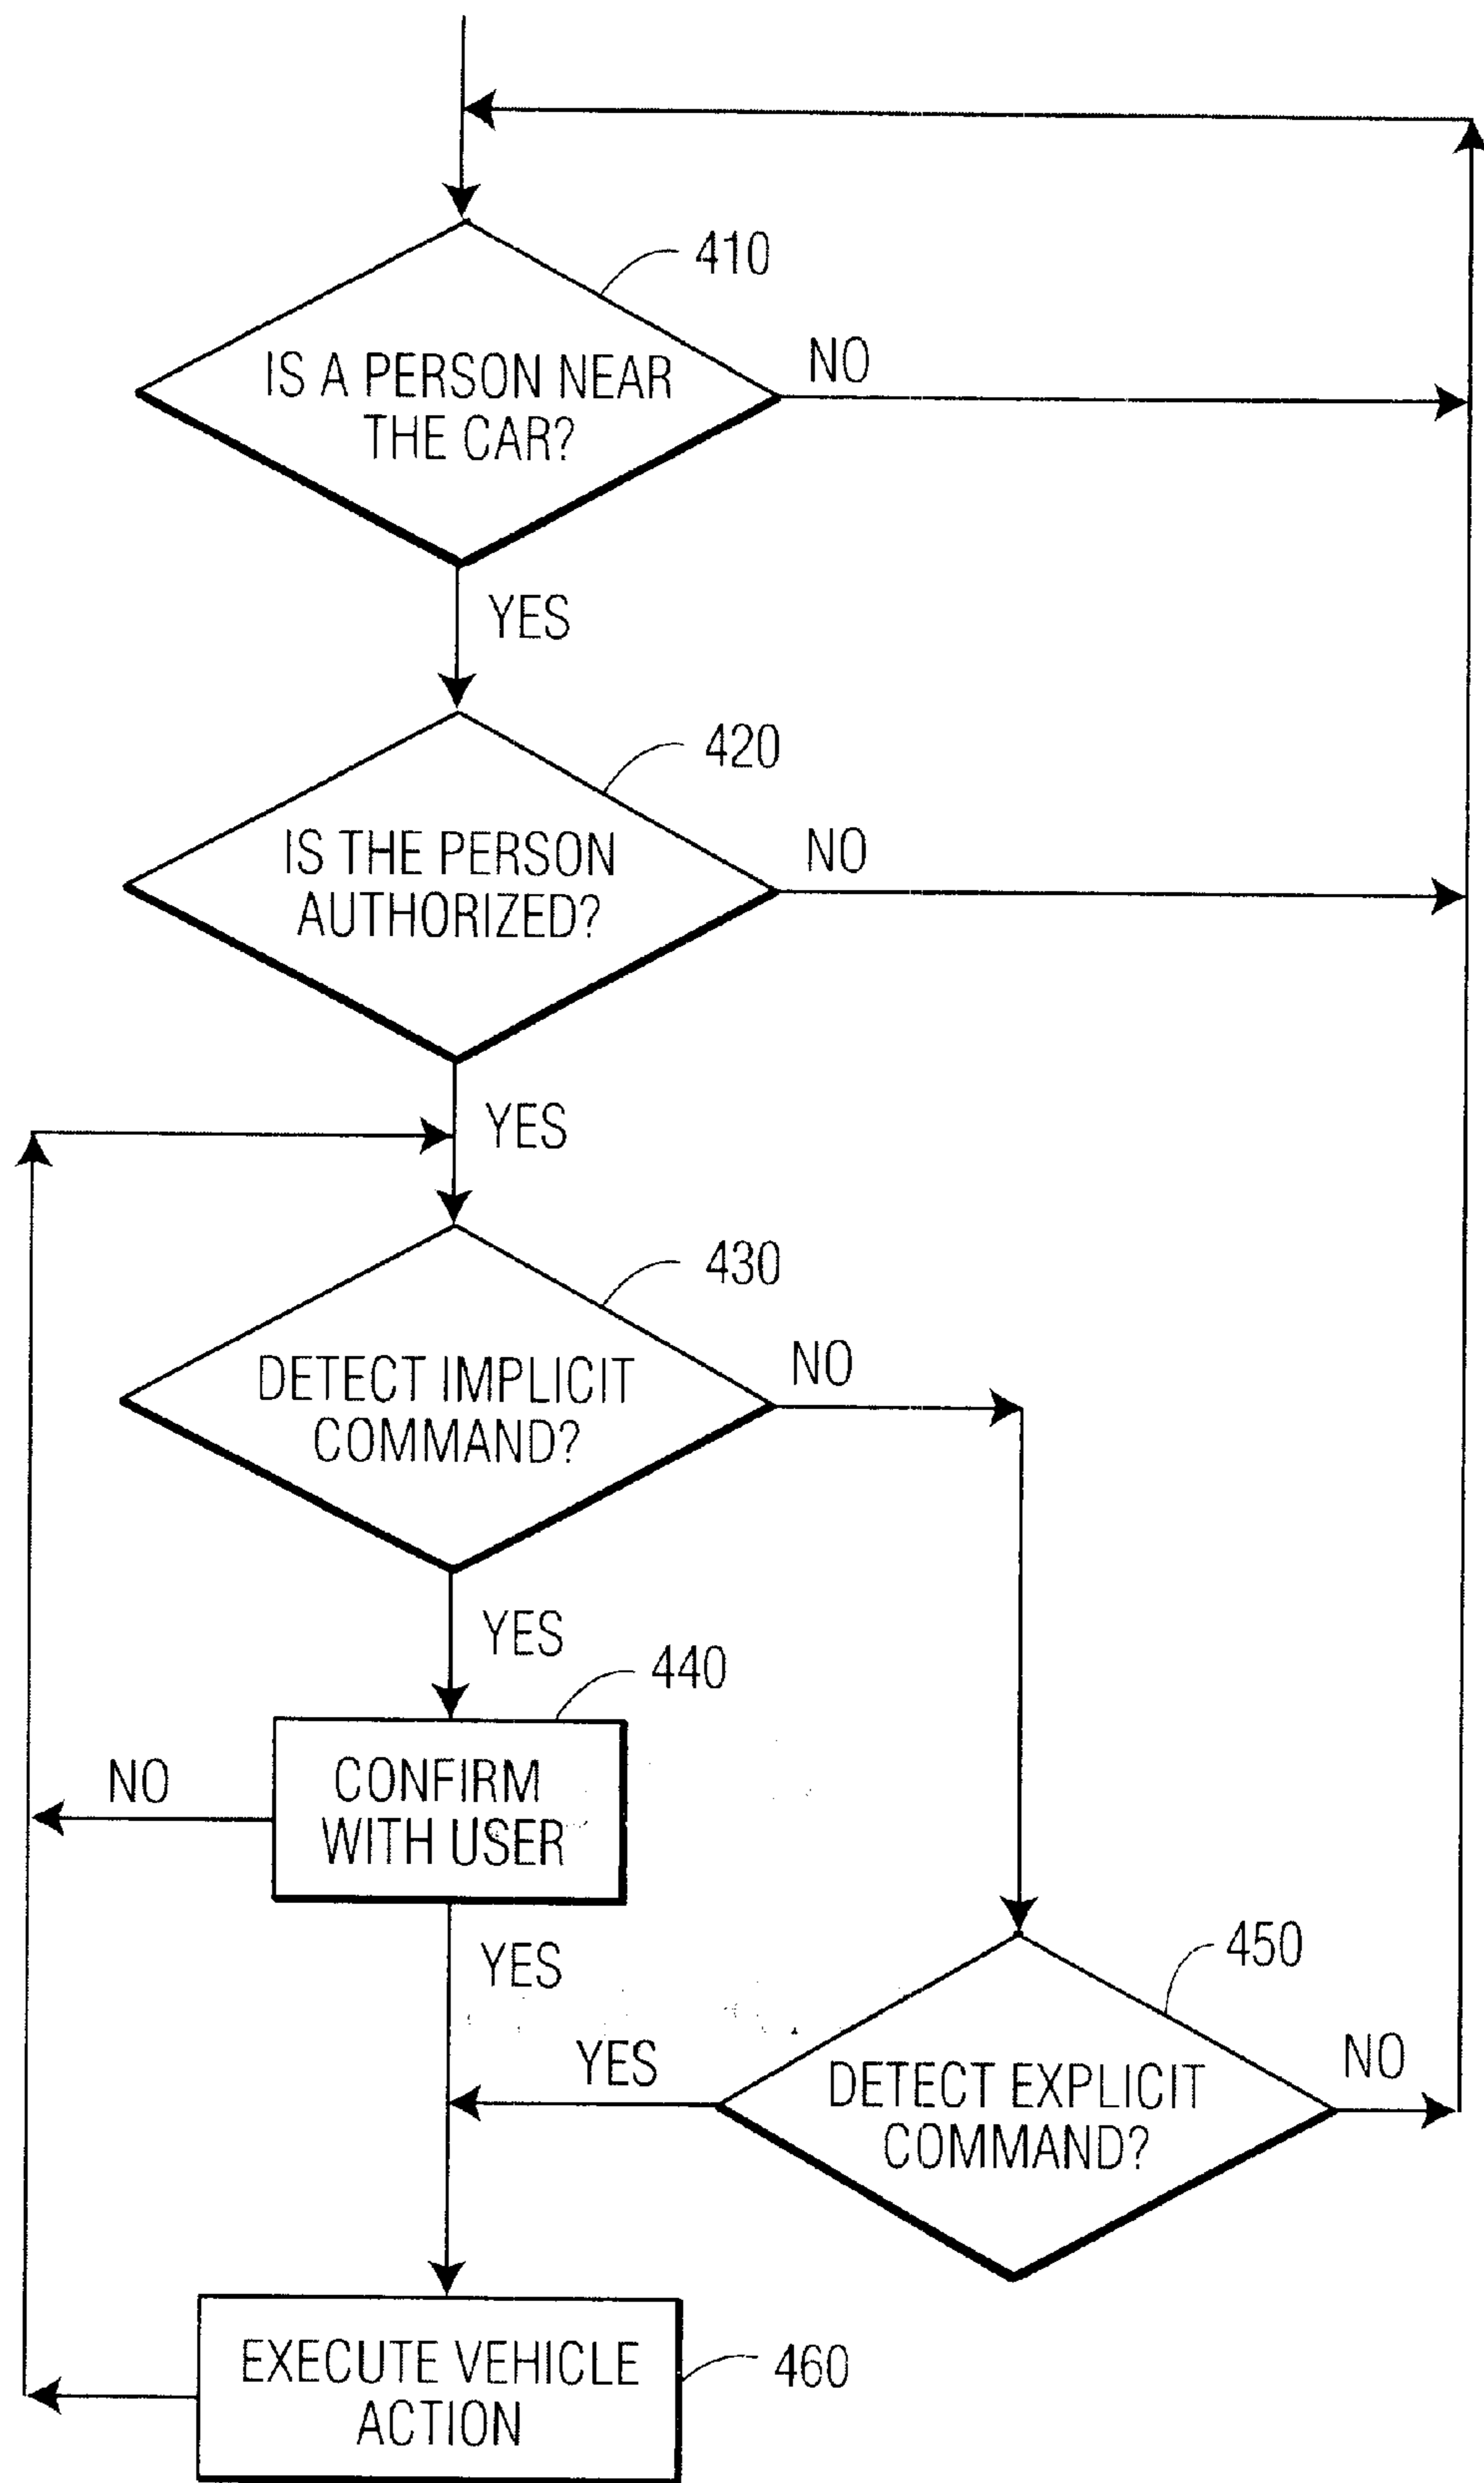 410
IS A PERSON NEAR
THE CAR?
NO
YES
420
IS THE PERSON
AUTHORIZED?
NO
YES
430
DETECT IMPLICIT
COMMAND?
NO
YES
440
CONFIRM
WITH USER
NO
YES
450
DETECT EXPLICIT
COMMAND?
YES
NO
EXECUTE VEHICLE
ACTION
460